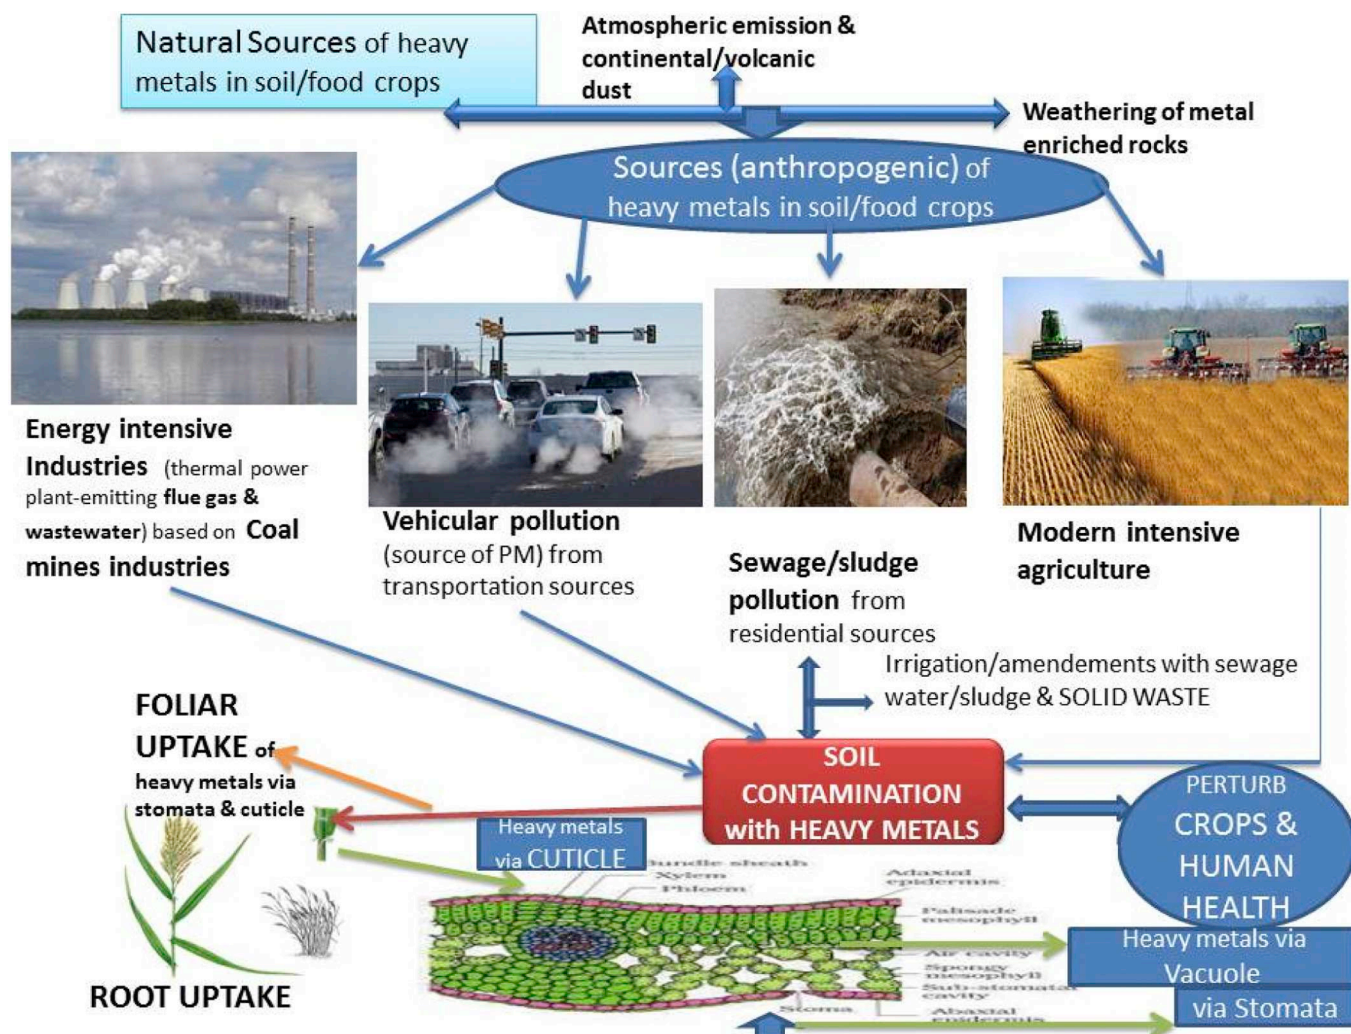 Natural Sources of heavy
metals in soil/food crops
Atmospheric emission &
continental/volcanic
dust
Weathering of metal
enriched rocks
Sources (anthropogenic) of
heavy metals in soil/food crops
Energy intensive
Industries (thermal power
plant-emitting flue gas &
wastewater) based on Coal
mines industries
Vehicular pollution
(source of PM) from
transportation sources
Sewage/sludge
pollution from
residential sources
Modern intensive
agriculture
Irrigation/amendements with sewage
water/sludge & SOLID WASTE
FOLIAR
UPTAKE of
heavy metals via
stomata & cuticle
SOIL
CONTAMINATION
with HEAVY METALS
PERTURB
CROPS &
HUMAN
HEALTH
Heavy metals
via CUTICLE
Bundle sheath
Xylem
Phloem
Adaxial
epidermis
Palisade
mesophyll
Air cavity
Spongy
mesophyll
Sub-stomatal
cavity
Stoma
Abaxial
epidermis
Heavy metals via
Vacuole
via Stomata
ROOT UPTAKE